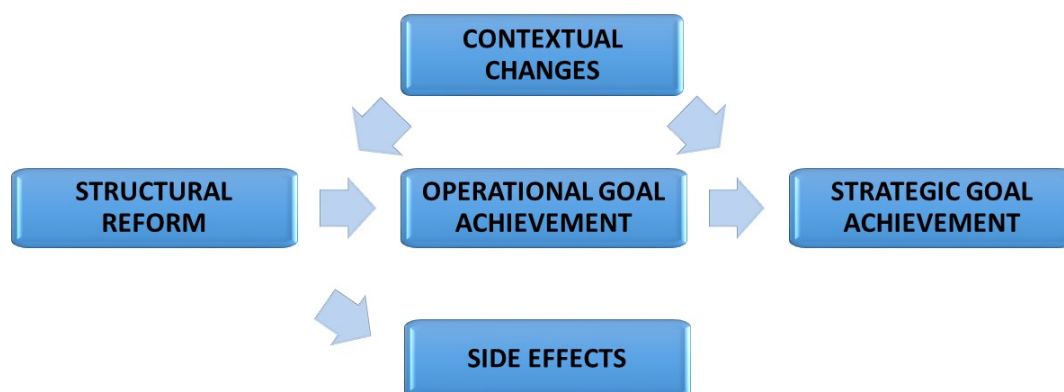 CONTEXTUAL
CHANGES
STRUCTURAL
REFORM
OPERATIONAL GOAL
ACHIEVEMENT
STRATEGIC GOAL
ACHIEVEMENT
SIDE EFFECTS